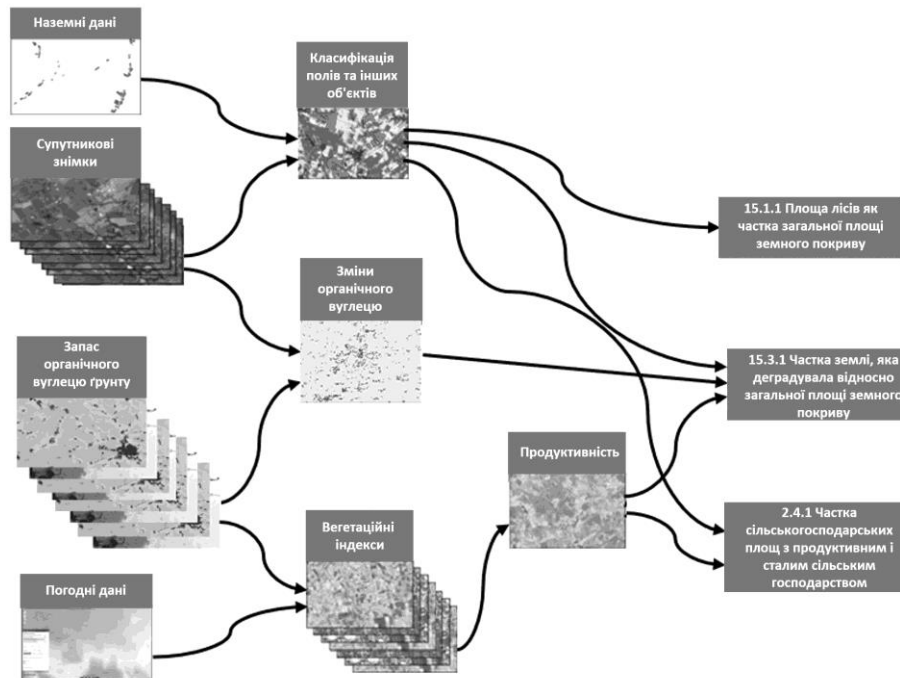 Наземні дані
Супутникові
знімки
Запас
органічного
вуглецю ґрунту
Погодні дані
Класифікація
полів та інших
об'єктів
Зміни
органічного
вуглецю
Вегетаційні
індекси
Продуктивність
15.1.1 Площа лісів як
частка загальної площі
земного покриву
15.3.1 Частка землі, яка
деградувала відносно
загальної площі земного
покриву
2.4.1 Частка
сільськогосподарських
площ з продуктивним і
сталим сільським
господарством